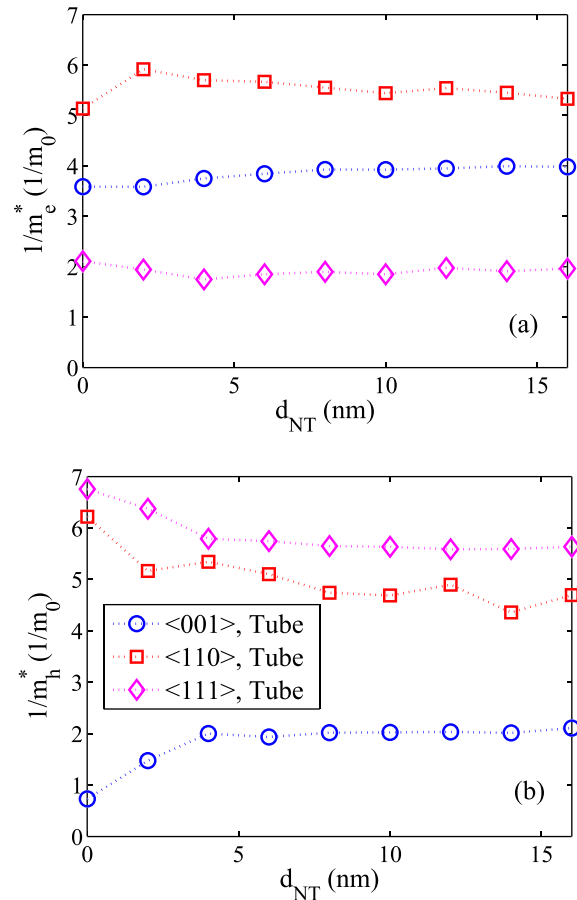 7
6
5
4
3
2
1
0
1/m*e (1/m0)
(a)
0 5 10 15
dNT (nm)
7
6
5
4
3
2
1
0
1/m*h (1/m0)
<001>, Tube
<110>, Tube
<111>, Tube
(b)
0 5 10 15
dNT (nm)